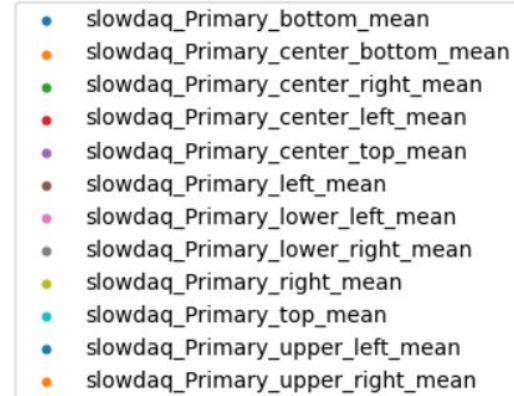 slowdaq_Primary_bottom_mean
slowdaq_Primary_center_bottom_mean
slowdaq_Primary_center_right_mean
slowdaq_Primary_center_left_mean
slowdaq_Primary_center_top_mean
slowdaq_Primary_left_mean
slowdaq_Primary_lower_left_mean
slowdaq_Primary_lower_right_mean
slowdaq_Primary_right_mean
slowdaq_Primary_top_mean
slowdaq_Primary_upper_left_mean
slowdaq_Primary_upper_right_mean